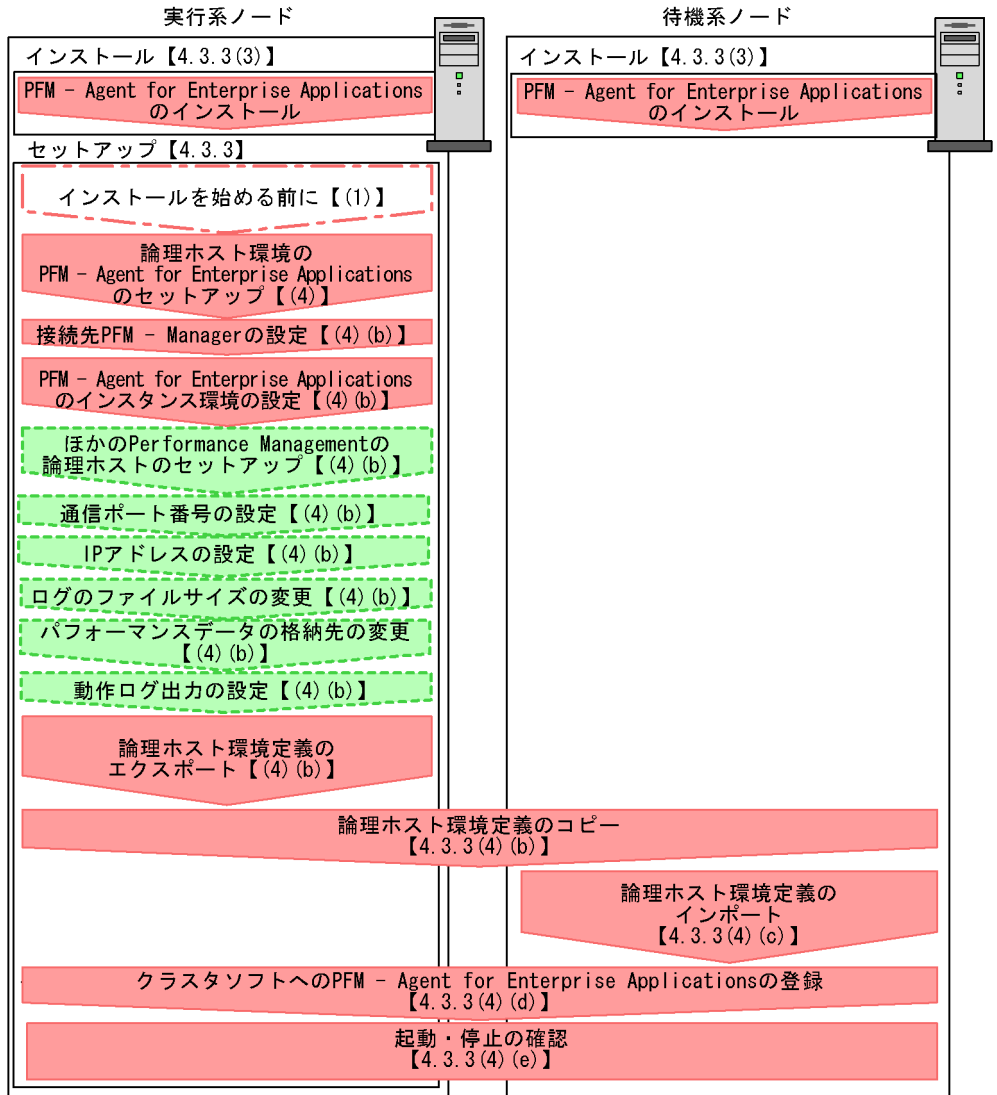 実行系ノード
待機系ノード
インストール【4.3.3(3)】
PFM - Agent for Enterprise Applications
のインストール
インストール【4.3.3(3)】
PFM - Agent for Enterprise Applications
のインストール
セットアップ【4.3.3】
インストールを始める前に【(1)】
論理ホスト環境の
PFM - Agent for Enterprise Applications
のセットアップ【(4)】
接続先PFM - Managerの設定【(4)(b)】
PFM - Agent for Enterprise Applications
のインスタンス環境の設定【(4)(b)】
ほかのPerformance Managementの
論理ホストのセットアップ【(4)(b)】
通信ポート番号の設定【(4)(b)】
IPアドレスの設定【(4)(b)】
ログのファイルサイズの変更【(4)(b)】
パフォーマンスデータの格納先の変更
【(4)(b)】
動作ログ出力の設定【(4)(b)】
論理ホスト環境定義の
エクスポート【(4)(b)】
論理ホスト環境定義のコピー
【4.3.3(4)(b)】
論理ホスト環境定義の
インポート
【4.3.3(4)(c)】
クラスタソフトへのPFM - Agent for Enterprise Applicationsの登録
【4.3.3(4)(d)】
起動・停止の確認
【4.3.3(4)(e)】